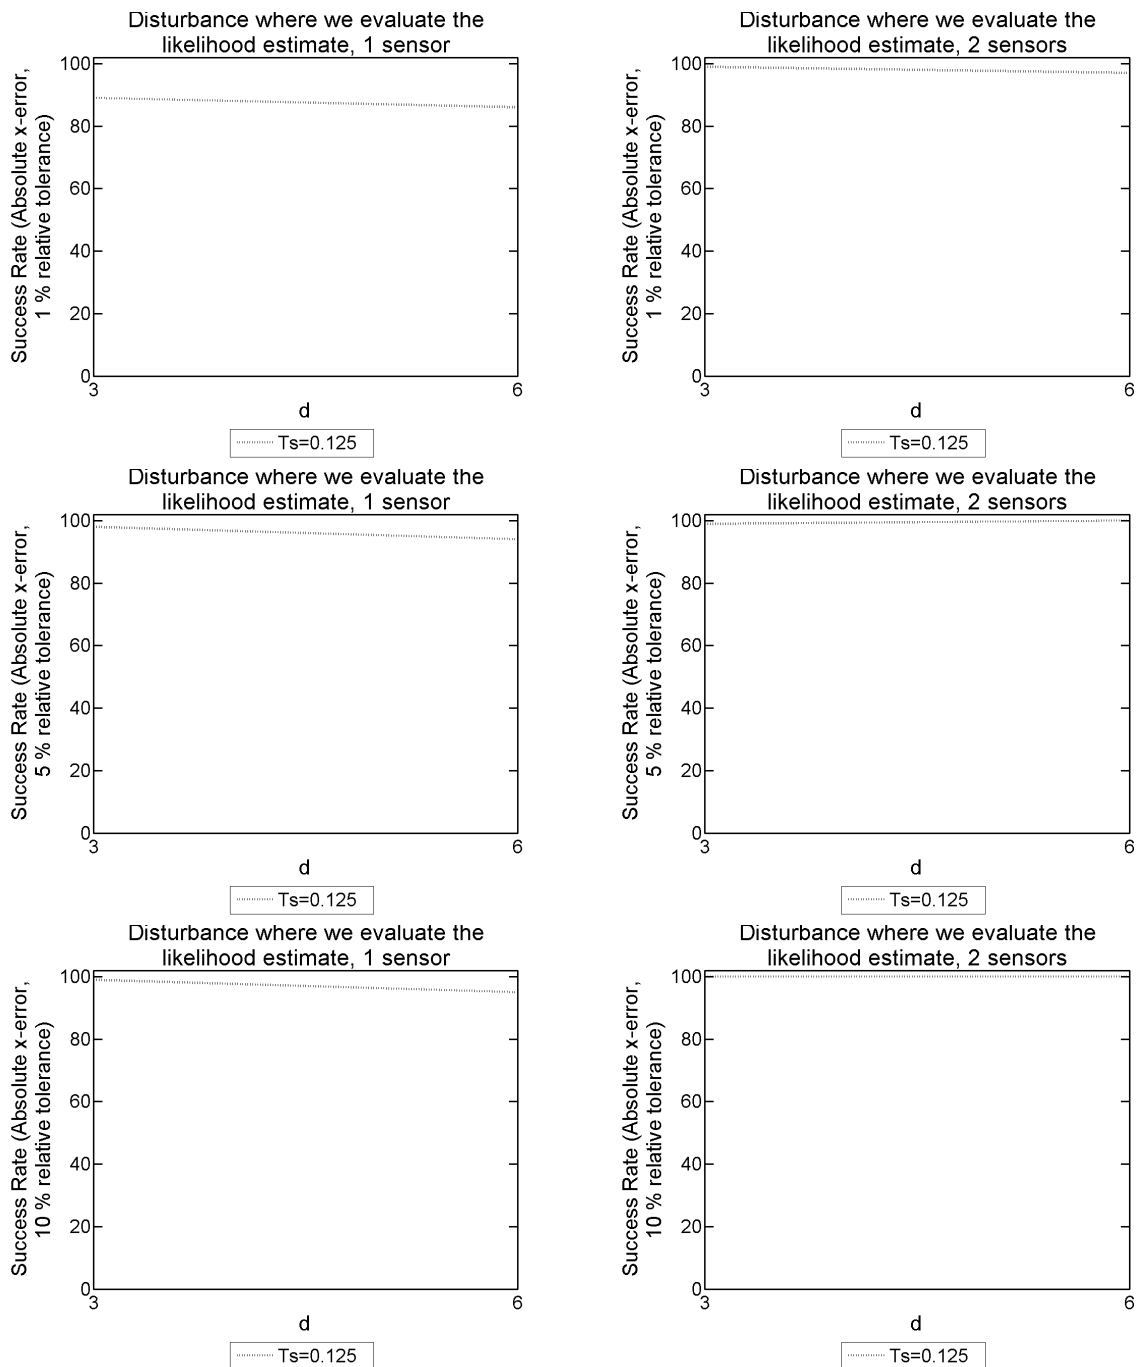 Disturbance where we evaluate the
likelihood estimate, 1 sensor
Success Rate (Absolute x-error,
1 % relative tolerance)
100
80
60
40
20
0
3
6
d
Ts=0.125
Disturbance where we evaluate the
likelihood estimate, 2 sensors
Success Rate (Absolute x-error,
1 % relative tolerance)
100
80
60
40
20
0
3
6
d
Ts=0.125
Disturbance where we evaluate the
likelihood estimate, 1 sensor
Success Rate (Absolute x-error,
5 % relative tolerance)
100
80
60
40
20
0
3
6
d
Ts=0.125
Disturbance where we evaluate the
likelihood estimate, 2 sensors
Success Rate (Absolute x-error,
5 % relative tolerance)
100
80
60
40
20
0
3
6
d
Ts=0.125
Disturbance where we evaluate the
likelihood estimate, 1 sensor
Success Rate (Absolute x-error,
10 % relative tolerance)
100
80
60
40
20
0
3
6
d
Ts=0.125
Disturbance where we evaluate the
likelihood estimate, 2 sensors
Success Rate (Absolute x-error,
10 % relative tolerance)
100
80
60
40
20
0
3
6
d
Ts=0.125